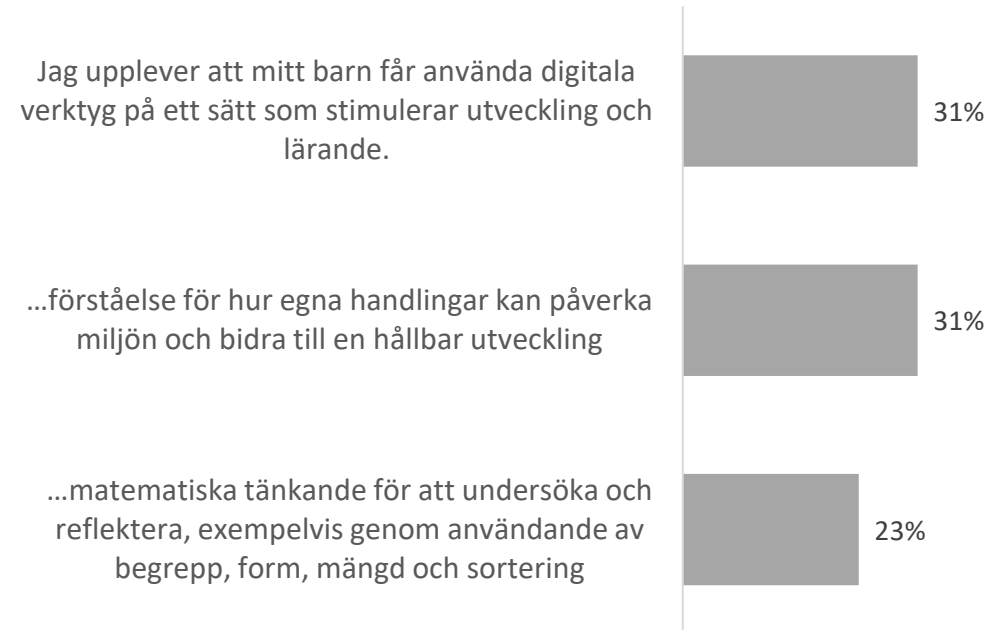 Jag upplever att mitt barn får använda digitala
verktyg på ett sätt som stimulerar utveckling och
lärande.
31%
…förståelse för hur egna handlingar kan påverka
miljön och bidra till en hållbar utveckling
31%
…matematiska tänkande för att undersöka och
reflektera, exempelvis genom användande av
begrepp, form, mängd och sortering
23%